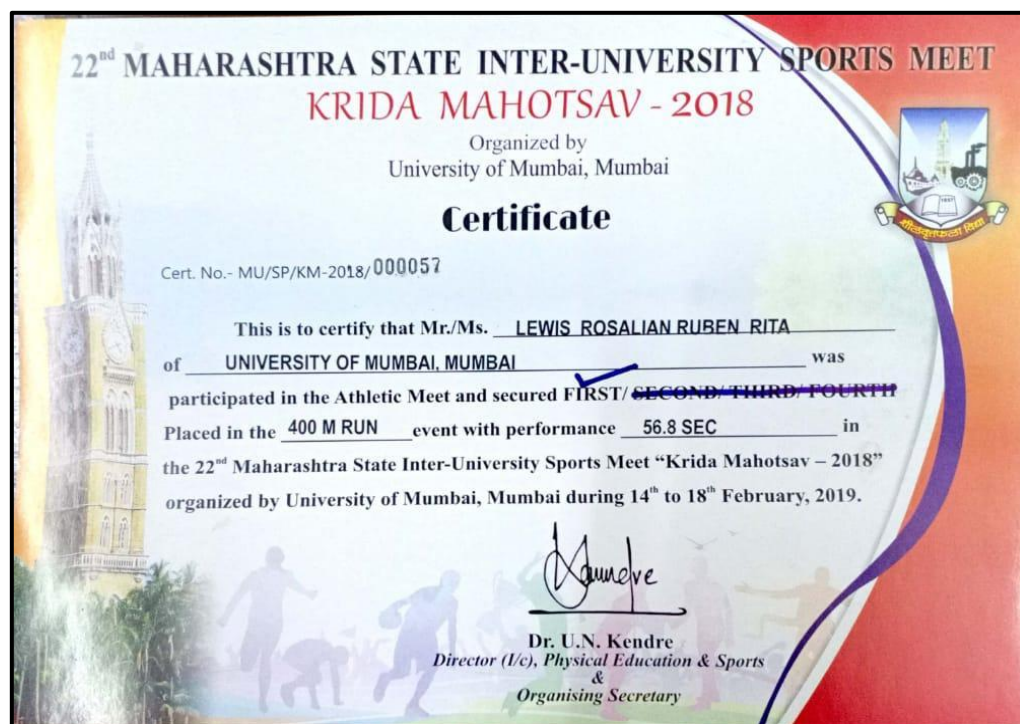 22nd MAHARASHTRA STATE INTER-UNIVERSITY SPORTS MEET
KRIDA MAHOTSAV - 2018
Organized by
University of Mumbai, Mumbai
Certificate
Cert. No.- MU/SP/KM-2018/000057
This is to certify that Mr./Ms. LEWIS ROSALIAN RUBEN RITA
of UNIVERSITY OF MUMBAI, MUMBAI was
participated in the Athletic Meet and secured FIRST/ SECOND/ THIRD/ FOURTH
Placed in the 400 M RUN event with performance 56.8 SEC in
the 22nd Maharashtra State Inter-University Sports Meet “Krida Mahotsav – 2018”
organized by University of Mumbai, Mumbai during 14th to 18th February, 2019.
Dr. U.N. Kendre
Director (I/c), Physical Education & Sports
&
Organising Secretary
1857
शीलवृत्तफला विद्या